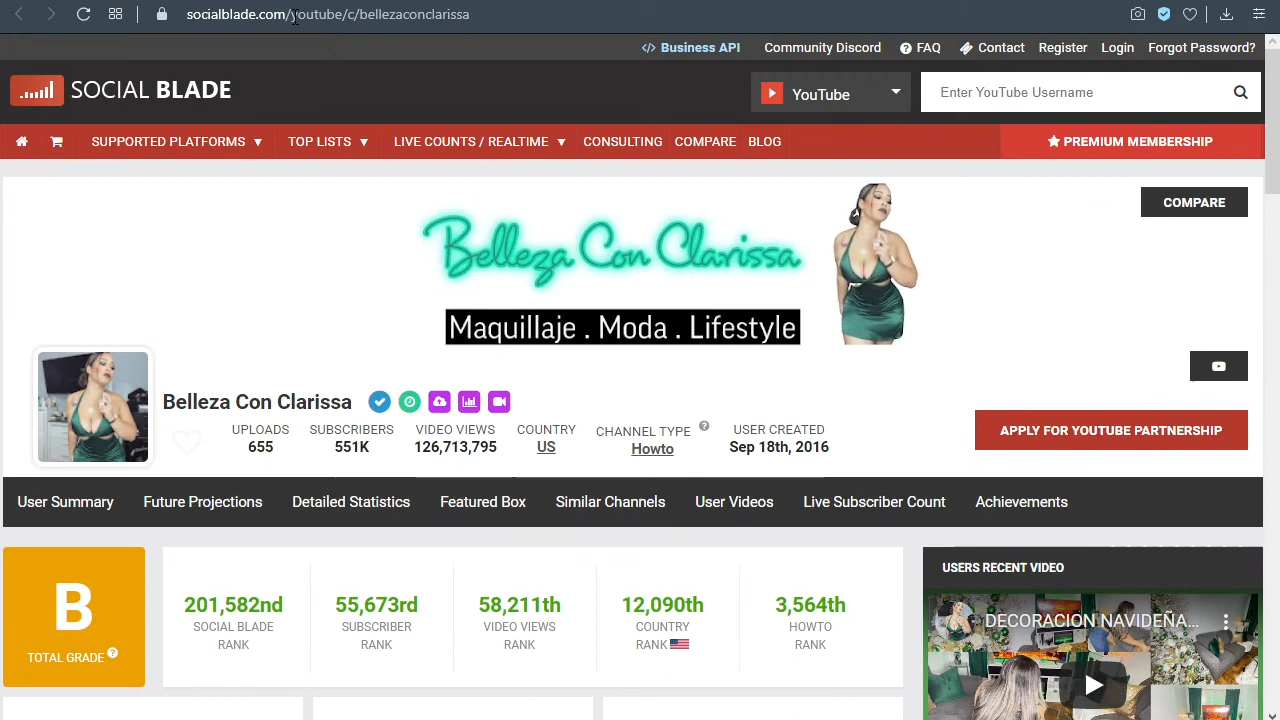 socialblade.com/youtube/c/bellezaconclarissa
</> Business API Community Discord FAQ Contact Register Login Forgot Password?
SOCIAL BLADE
YouTube
Enter YouTube Username
SUPPORTED PLATFORMS ▼ TOP LISTS ▼ LIVE COUNTS / REALTIME ▼ CONSULTING COMPARE BLOG
PREMIUM MEMBERSHIP
COMPARE
Belleza Con Clarissa
Maquillaje . Moda . Lifestyle
Belleza Con Clarissa
UPLOADS SUBSCRIBERS VIDEO VIEWS COUNTRY CHANNEL TYPE ? USER CREATED
655 551K 126,713,795 US Howto Sep 18th, 2016
APPLY FOR YOUTUBE PARTNERSHIP
User Summary Future Projections Detailed Statistics Featured Box Similar Channels User Videos Live Subscriber Count Achievements
B
TOTAL GRADE ?
201,582nd 55,673rd 58,211th 12,090th 3,564th
SOCIAL BLADE SUBSCRIBER VIDEO VIEWS COUNTRY HOWTO
RANK RANK RANK RANK RANK
USERS RECENT VIDEO
DECORACION NAVIDEÑA...